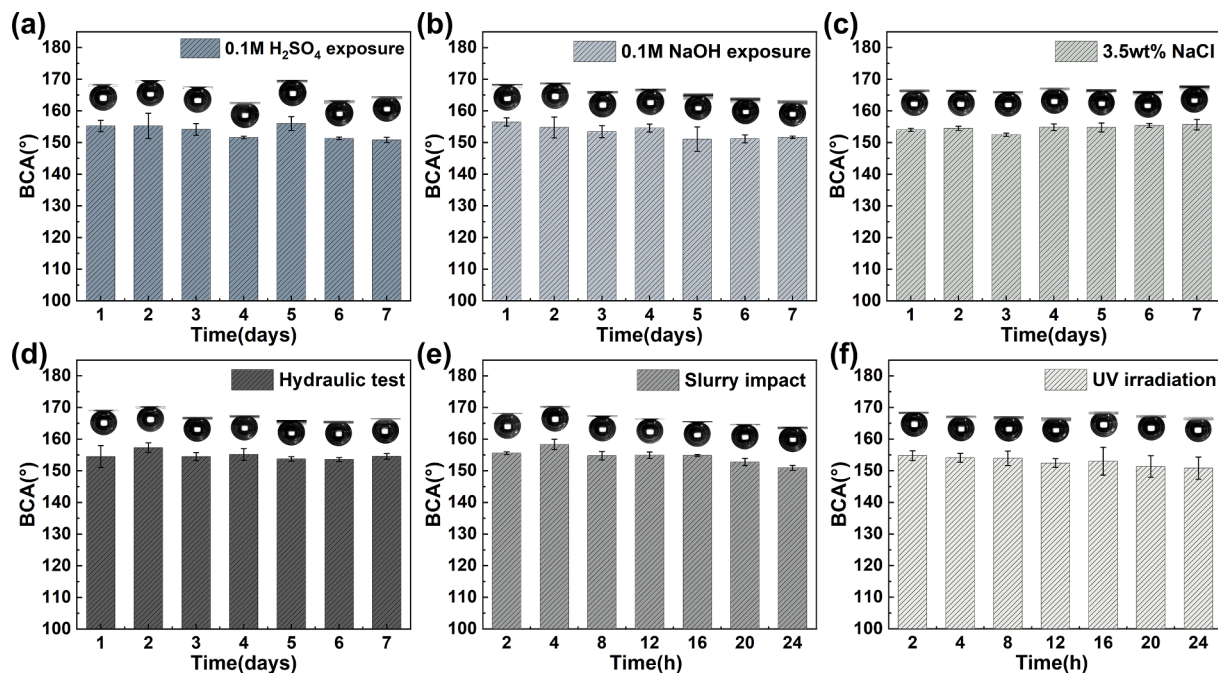 (a)
0.1M H₂SO₄ exposure
BCA(°)
180
170
160
150
140
130
120
110
100
1 2 3 4 5 6 7
Time(days)
(b)
0.1M NaOH exposure
BCA(°)
180
170
160
150
140
130
120
110
100
1 2 3 4 5 6 7
Time(days)
(c)
3.5wt% NaCl
BCA(°)
180
170
160
150
140
130
120
110
100
1 2 3 4 5 6 7
Time(days)
(d)
Hydraulic test
BCA(°)
180
170
160
150
140
130
120
110
100
1 2 3 4 5 6 7
Time(days)
(e)
Slurry impact
BCA(°)
180
170
160
150
140
130
120
110
100
2 4 8 12 16 20 24
Time(h)
(f)
UV irradiation
BCA(°)
180
170
160
150
140
130
120
110
100
2 4 8 12 16 20 24
Time(h)